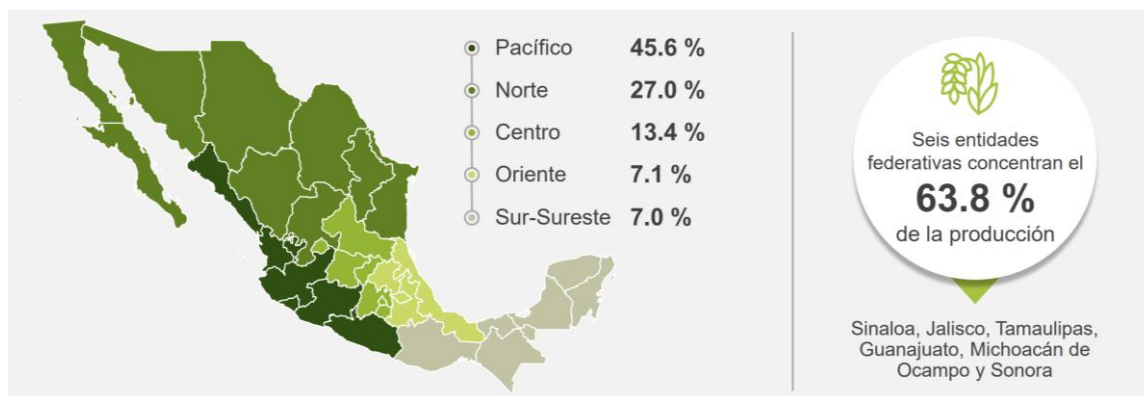 Pacífico 45.6 %
Norte 27.0 %
Centro 13.4 %
Oriente 7.1 %
Sur-Sureste 7.0 %
Seis entidades
federativas concentran el
63.8 %
de la producción
Sinaloa, Jalisco, Tamaulipas,
Guanajuato, Michoacán de
Ocampo y Sonora